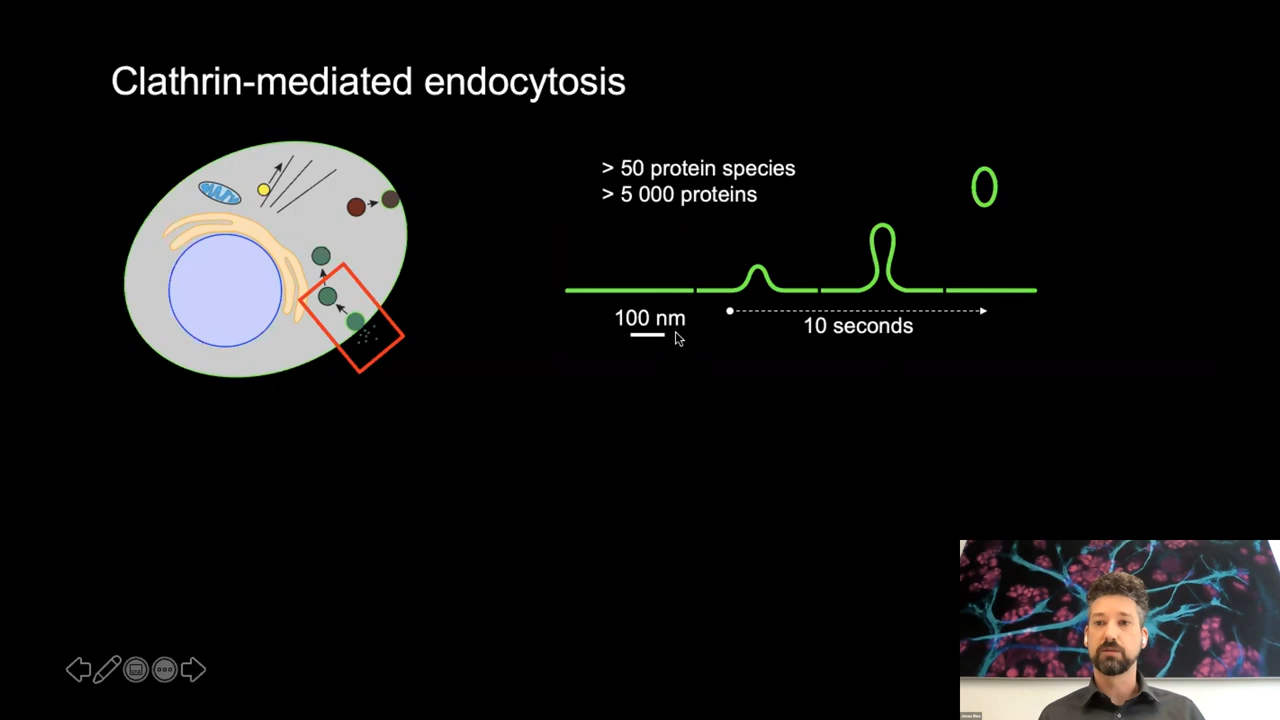 Clathrin-mediated endocytosis
> 50 protein species
> 5 000 proteins
100 nm
10 seconds